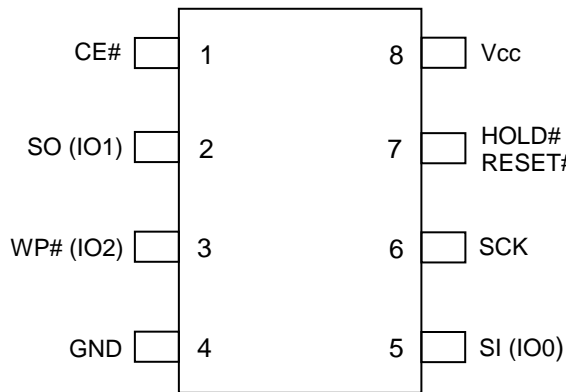 CE# 1 8 Vcc
SO (IO1) 2 7 HOLD#
RESET#
WP# (IO2) 3 6 SCK
GND 4 5 SI (IO0)